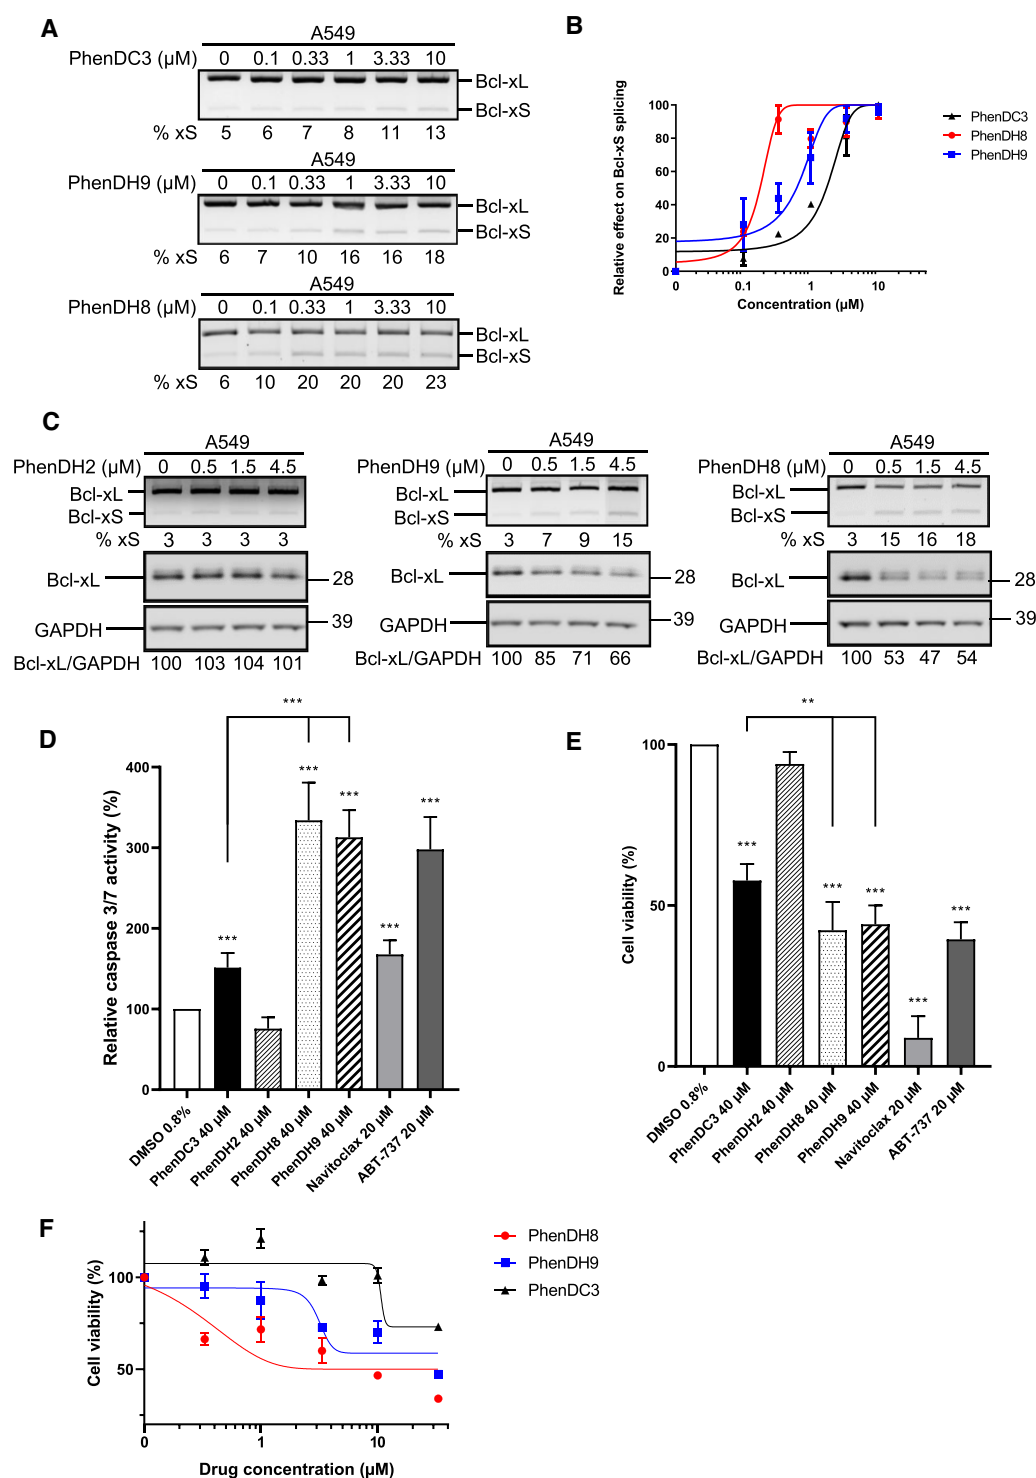 A
A549
PhenDC3 (µM) 0 0.1 0.33 1 3.33 10
Bcl-xL
Bcl-xS
% xS 5 6 7 8 11 13
A549
PhenDH9 (µM) 0 0.1 0.33 1 3.33 10
Bcl-xL
Bcl-xS
% xS 6 7 10 16 16 18
A549
PhenDH8 (µM) 0 0.1 0.33 1 3.33 10
Bcl-xL
Bcl-xS
% xS 6 10 20 20 20 23
B
Relative effect on Bcl-xS splicing
100
80
60
40
20
0
0 0.1 1 10
Concentration (µM)
PhenDC3
PhenDH8
PhenDH9
C
A549
PhenDH2 (µM) 0 0.5 1.5 4.5
Bcl-xL
Bcl-xS
% xS 3 3 3 3
Bcl-xL 28
GAPDH 39
Bcl-xL/GAPDH 100 103 104 101
A549
PhenDH9 (µM) 0 0.5 1.5 4.5
Bcl-xL
Bcl-xS
% xS 3 7 9 15
Bcl-xL 28
GAPDH 39
Bcl-xL/GAPDH 100 85 71 66
A549
PhenDH8 (µM) 0 0.5 1.5 4.5
Bcl-xL
Bcl-xS
% xS 3 15 16 18
Bcl-xL 28
GAPDH 39
Bcl-xL/GAPDH 100 53 47 54
D
Relative caspase 3/7 activity (%)
400
300
200
100
0
***
***
***
***
***
***
DMSO 0.8%
PhenDC3 40 µM
PhenDH2 40 µM
PhenDH8 40 µM
PhenDH9 40 µM
Navitoclax 20 µM
ABT-737 20 µM
E
Cell viability (%)
100
50
0
**
***
***
***
***
***
DMSO 0.8%
PhenDC3 40 µM
PhenDH2 40 µM
PhenDH8 40 µM
PhenDH9 40 µM
Navitoclax 20 µM
ABT-737 20 µM
F
Cell viability (%)
100
50
0 1 10
Drug concentration (µM)
PhenDH8
PhenDH9
PhenDC3